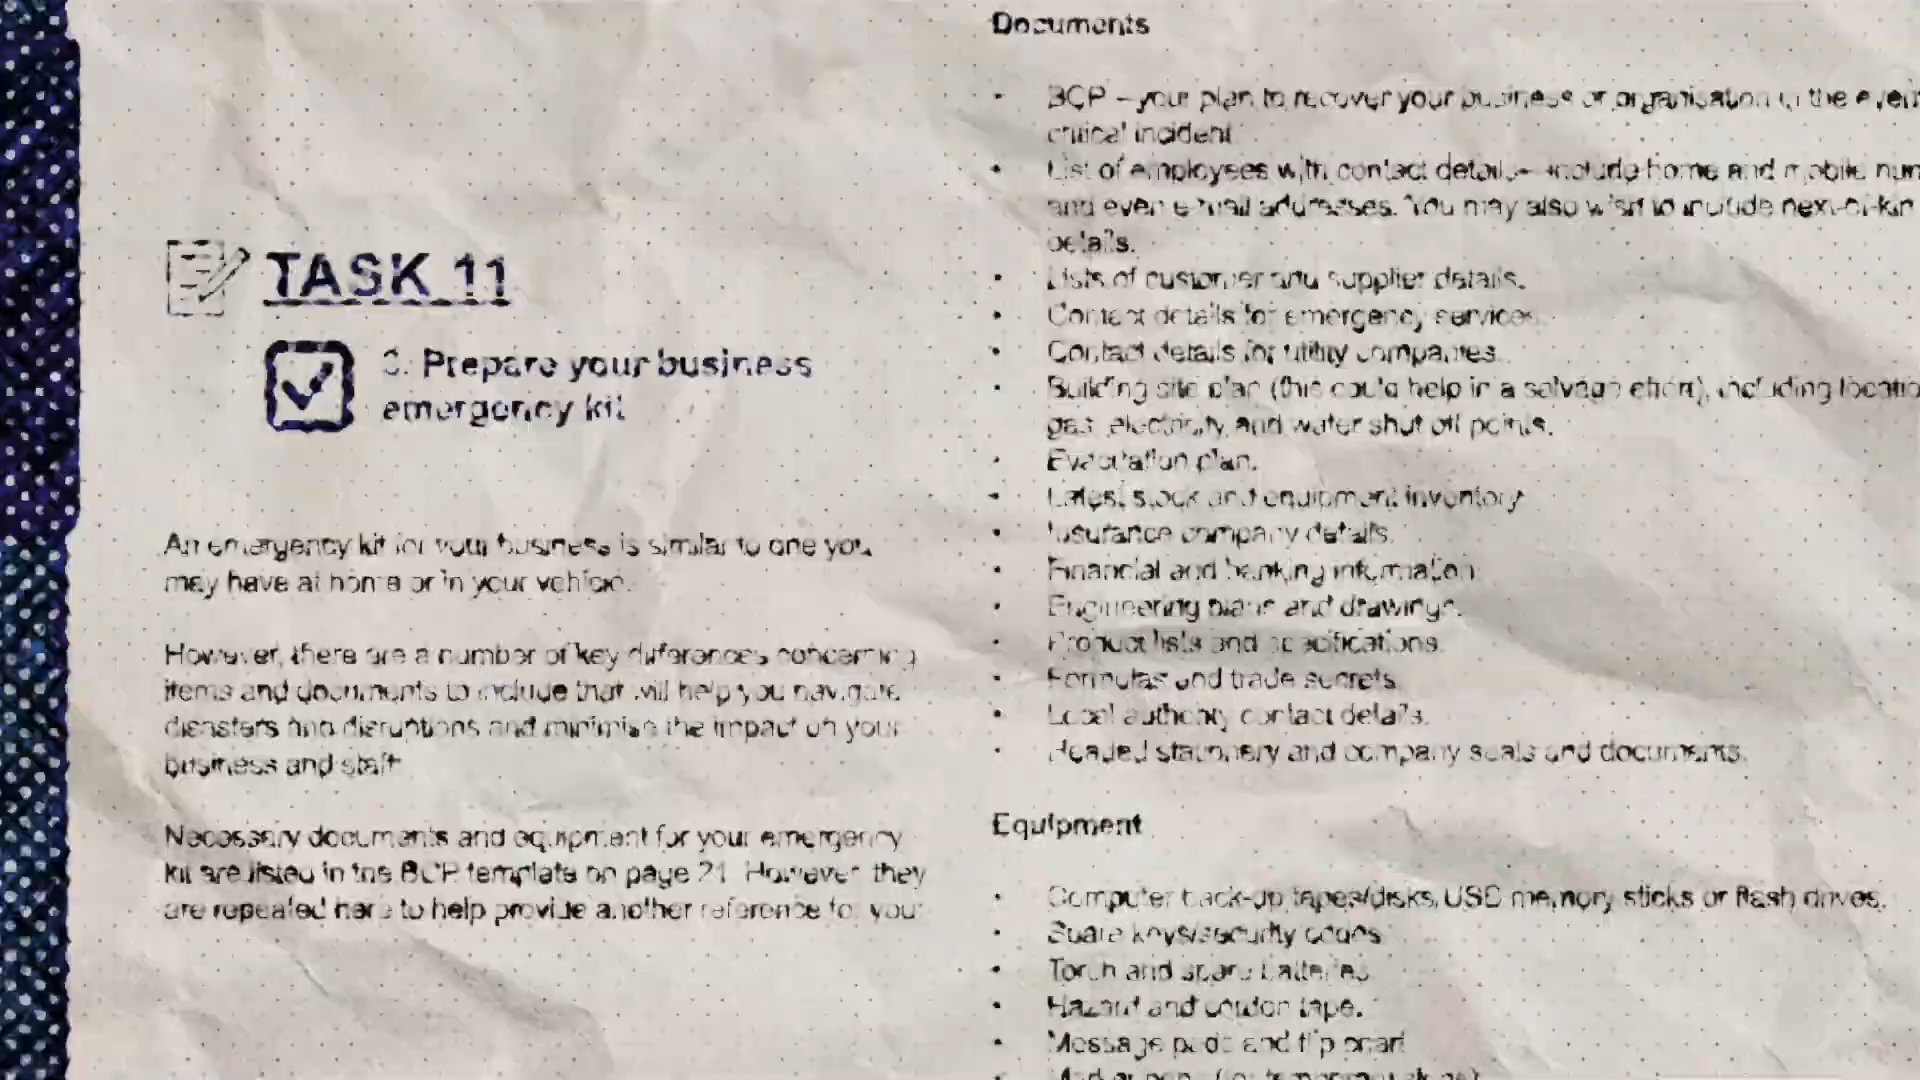 TASK 11
Prepare your business
emergency kit
An emergency kit for your business is similar to one you
may have at home or in your vehicle.
However, there are a number of key differences concerning
items and documents to include that will help you navigate
disasters and disruptions and minimise the impact on your
business and staff
Necessary documents and equipment for your emergency
kit are listed in the BCP template on page 21 However they
are repeated here to help provide another reference for you
Documents
• BCP – your plan to recover your business or organisation in the
critical incident
• List of employees with contact details – include home and mobile
and even e-mail addresses. You may also wish to include next-of-kin
details.
• Lists of customer and supplier details.
• Contact details for emergency services
• Contact details for utility companies.
• Building site plan (this could help in a salvage effort), including
gas, electricity and water shut off points.
• Evacuation plan.
• Latest stock and equipment inventory
• Insurance company details.
• Financial and banking information
• Engineering plans and drawings.
• Product lists and specifications.
• Formulas and trade secrets.
• Local authority contact details.
• Headed stationery and company seals and documents.
Equipment
• Computer back-up tapes/disks, USB memory sticks or flash drives.
• Spare keys/security codes
• Torch and spare batteries
• Hazard and cordon tape.
• Message pads and flip chart